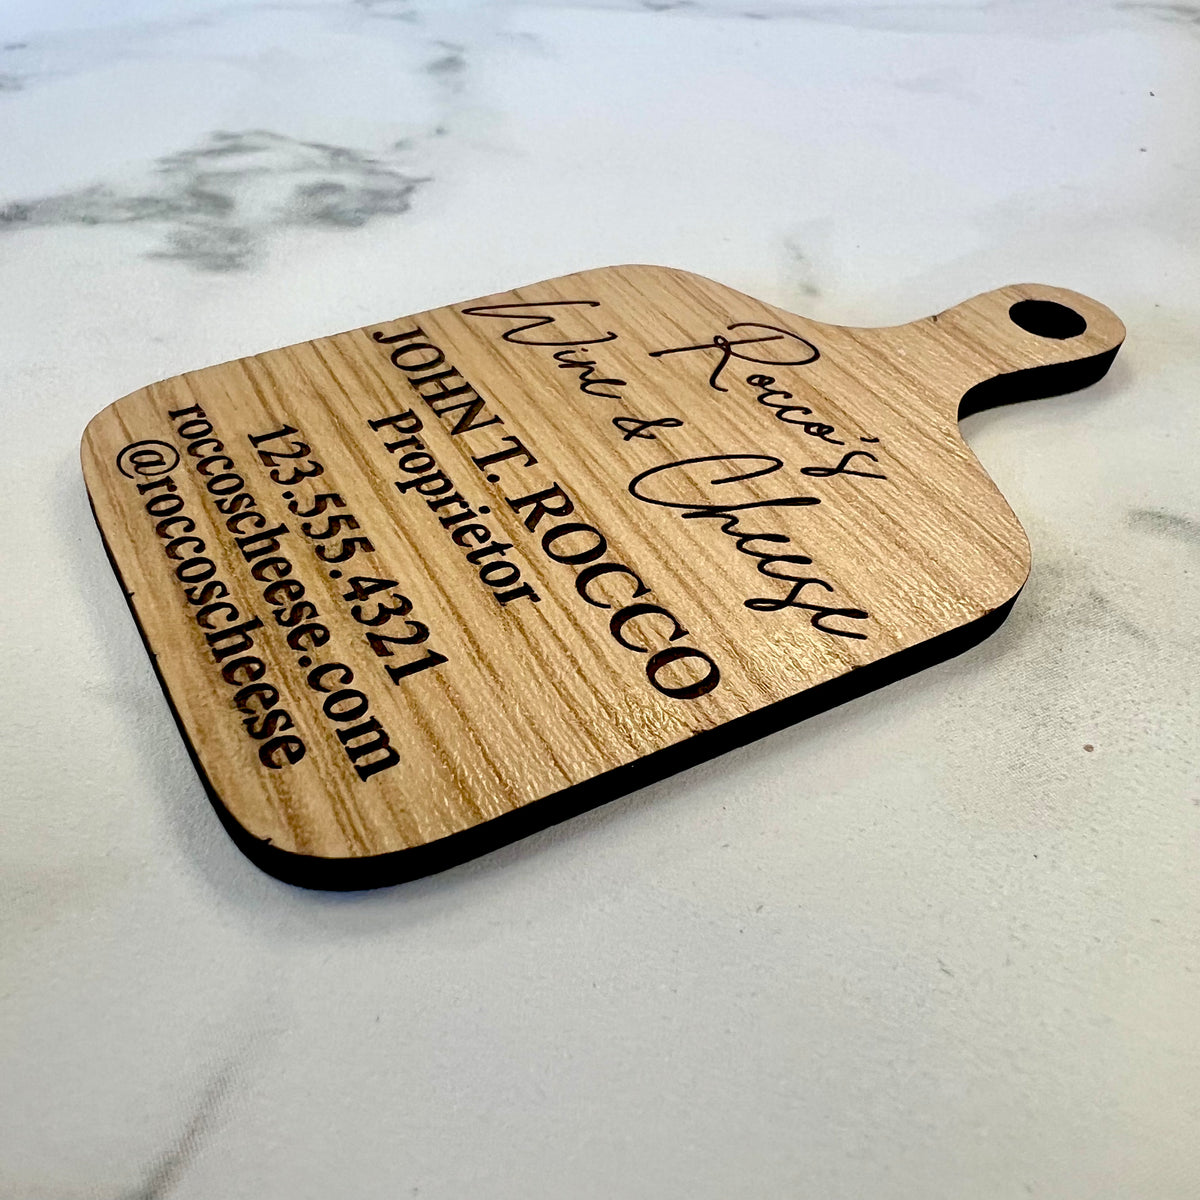 Rocco's
Wine & Cheese
JOHN T. ROCCO
Proprietor
123.555.4321
roccoscheese.com
@roccoscheese